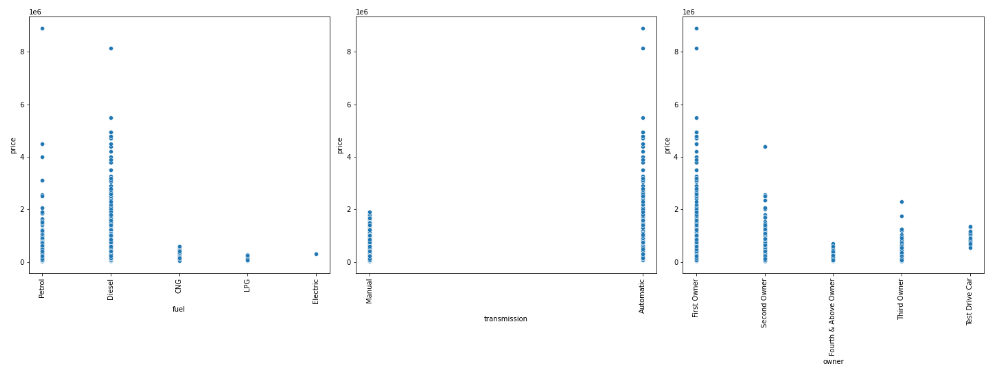 1e6
8
6
4
2
0
price
Petrol
Diesel
CNG
LPG
Electric
fuel
1e6
8
6
4
2
0
price
Manual
Automatic
transmission
1e6
8
6
4
2
0
price
First Owner
Second Owner
Fourth & Above Owner
Third Owner
Test Drive Car
owner